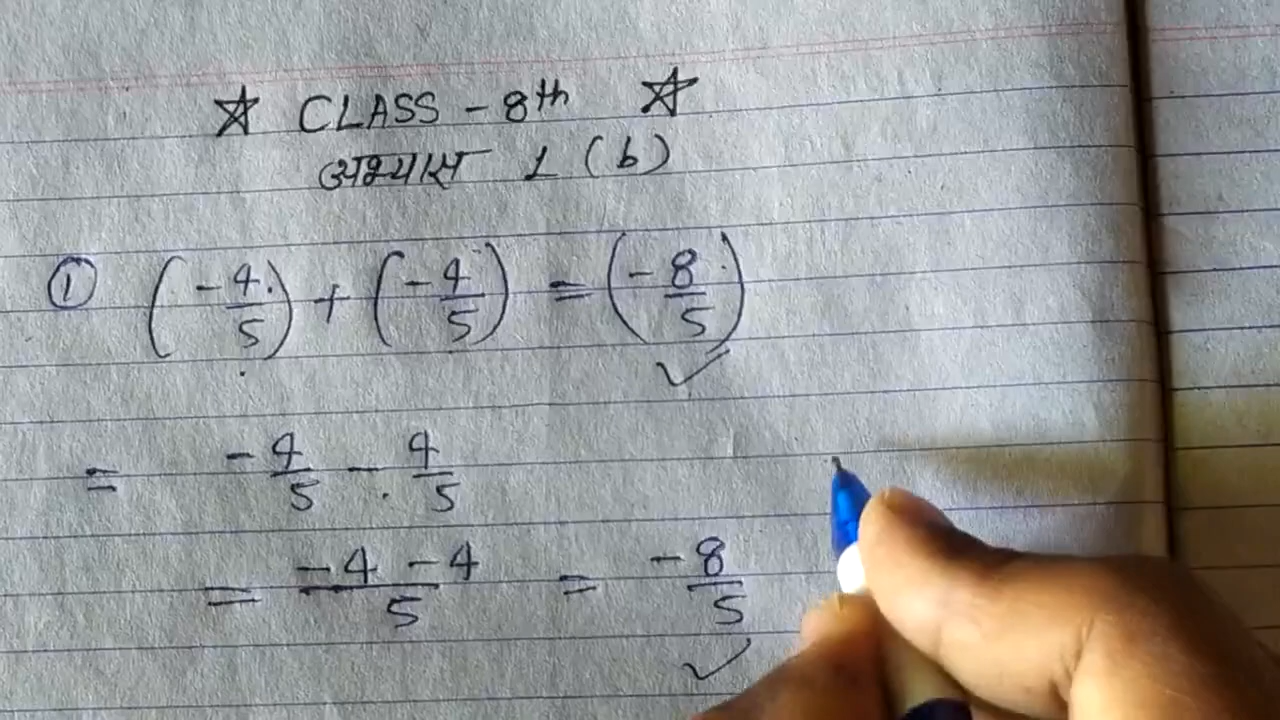 ☆ CLASS - 8th ☆
अभ्यास 1 (b)
① (-4/5) + (-4/5) = (-8/5) ✓
= -4/5 - 4/5
= -4 -4/5 = -8/5 ✓